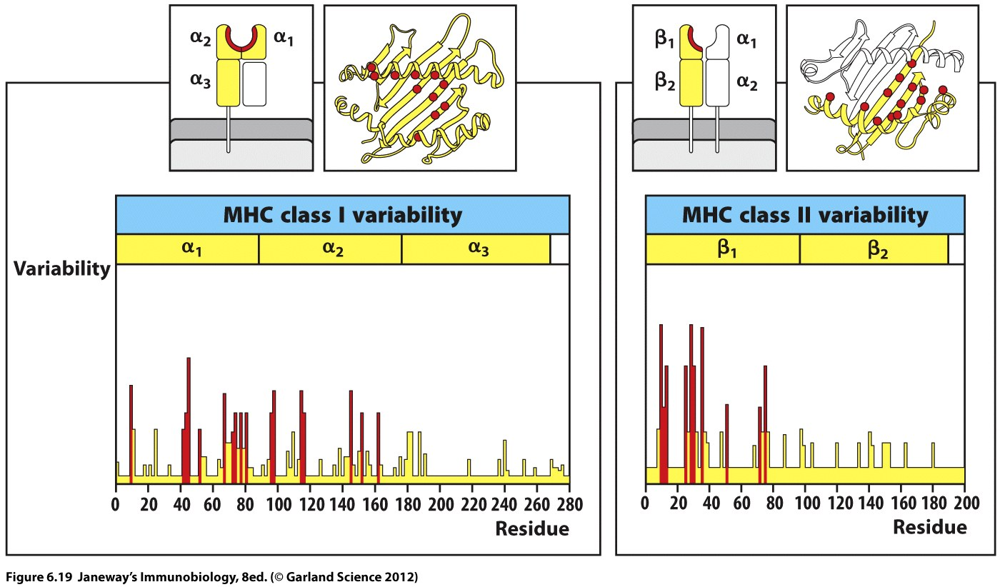 α2 α1
α3
β1 α1
β2 α2
MHC class I variability
α1 α2 α3
Variability
0 20 40 60 80 100 120 140 160 180 200 220 240 260 280
Residue
MHC class II variability
β1 β2
0 20 40 60 80 100 120 140 160 180 200
Residue
Figure 6.19 Janeway’s Immunobiology, 8ed. (© Garland Science 2012)